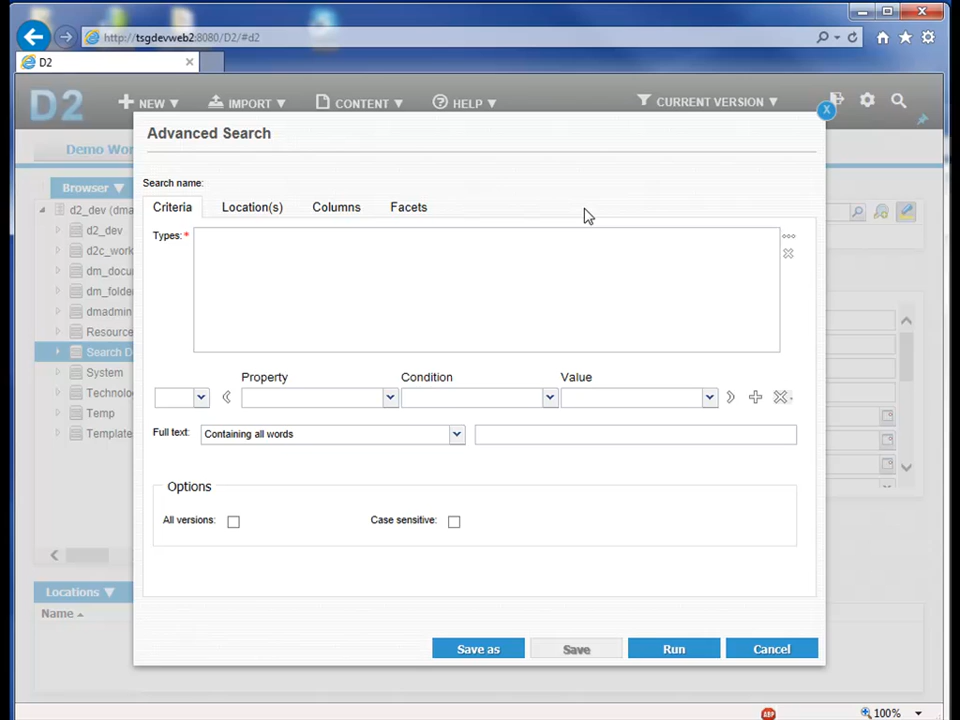 http://tsgdevweb2:8080/D2/#d2
D2
D2
NEW
IMPORT
CONTENT
HELP
CURRENT VERSION
Advanced Search
X
Demo Wor
Browser
Search name:
Criteria
Location(s)
Columns
Facets
d2_dev (dma
d2_dev
d2c_work
dm_docu
dm_folde
dmadmin
Resource
Search D
System
Technolo
Temp
Template
Types:*
Property
Condition
Value
Full text:
Containing all words
Options
All versions:
Case sensitive:
Locations
Name
Save as
Save
Run
Cancel
ABP
100%